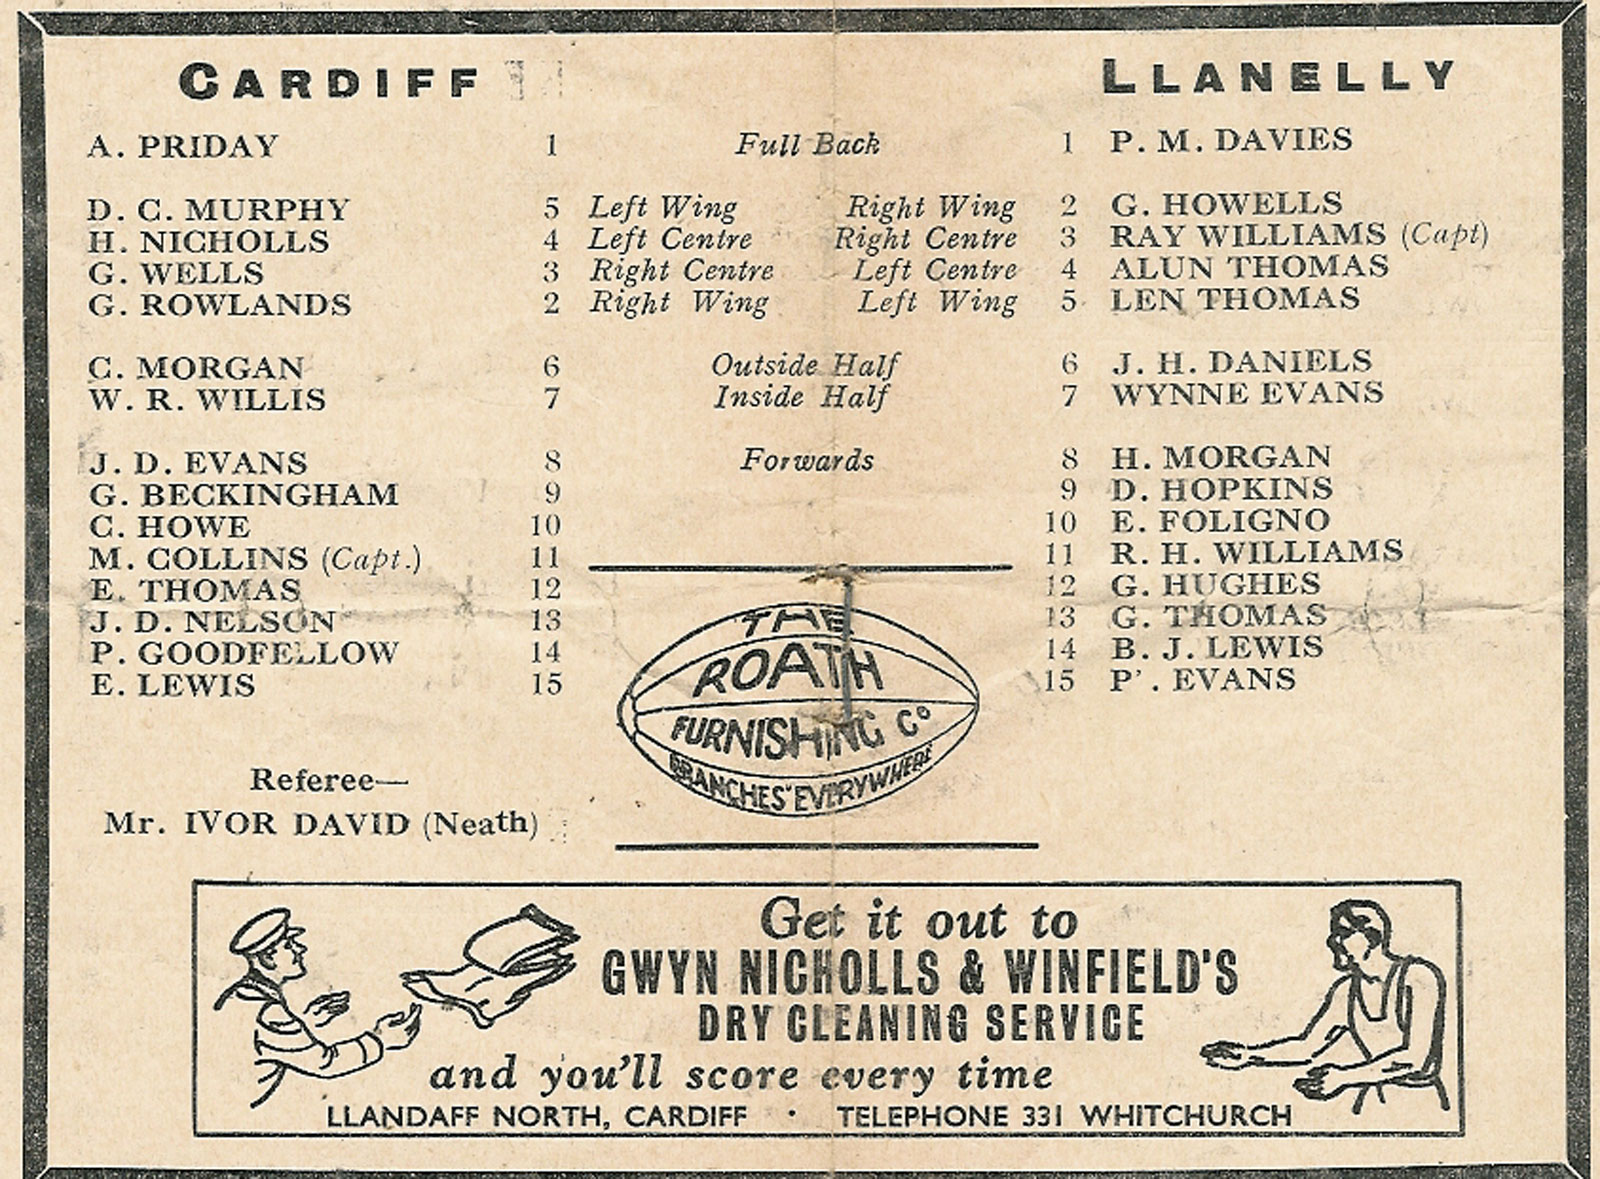 CARDIFF LLANELLY
A. PRIDAY 1 Full Back 1 P. M. DAVIES
D. C. MURPHY 5 Left Wing Right Wing 2 G. HOWELLS
H. NICHOLLS 4 Left Centre Right Centre 3 RAY WILLIAMS (Capt)
G. WELLS 3 Right Centre Left Centre 4 ALUN THOMAS
G. ROWLANDS 2 Right Wing Left Wing 5 LEN THOMAS
C. MORGAN 6 Outside Half 6 J. H. DANIELS
W. R. WILLIS 7 Inside Half 7 WYNNE EVANS
J. D. EVANS 8 Forwards 8 H. MORGAN
G. BECKINGHAM 9 9 D. HOPKINS
C. HOWE 10 10 E. FOLIGNO
M. COLLINS (Capt.) 11 11 R. H. WILLIAMS
E. THOMAS 12 12 G. HUGHES
J. D. NELSON 13 13 G. THOMAS
P. GOODFELLOW 14 14 B. J. LEWIS
E. LEWIS 15 15 P'. EVANS
THE
ROATH
FURNISHING Co
BRANCHES "EVERYWHERE
Referee—
Mr. IVOR DAVID (Neath)
Get it out to
GWYN NICHOLLS & WINFIELD'S
DRY CLEANING SERVICE
and you'll score every time
LLANDAFF NORTH, CARDIFF · TELEPHONE 331 WHITCHURCH